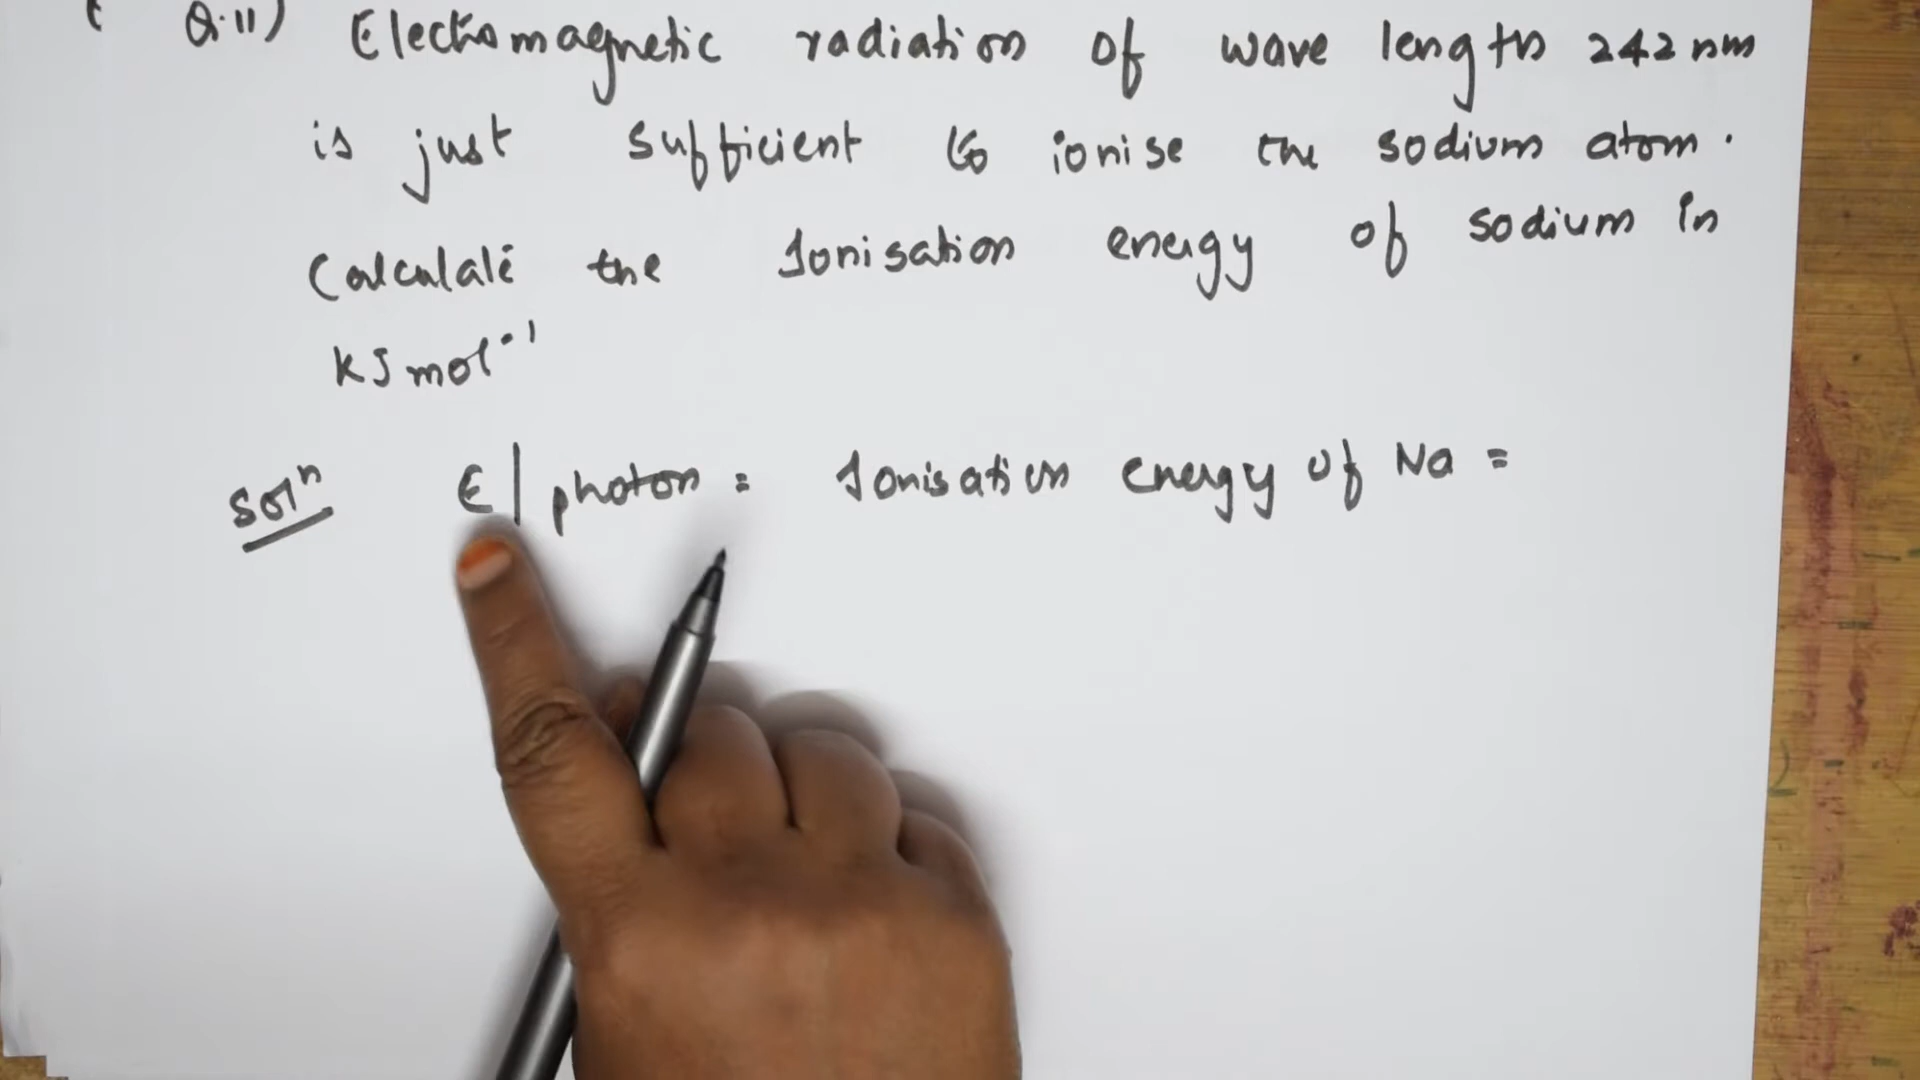 Q.11) Electromagnetic radiation of wave length 242 nm
is just sufficient to ionise the sodium atom.
Calculate the Ionisation energy of sodium in
kJ mol⁻¹
Solⁿ E/photon = Ionisation energy of Na =